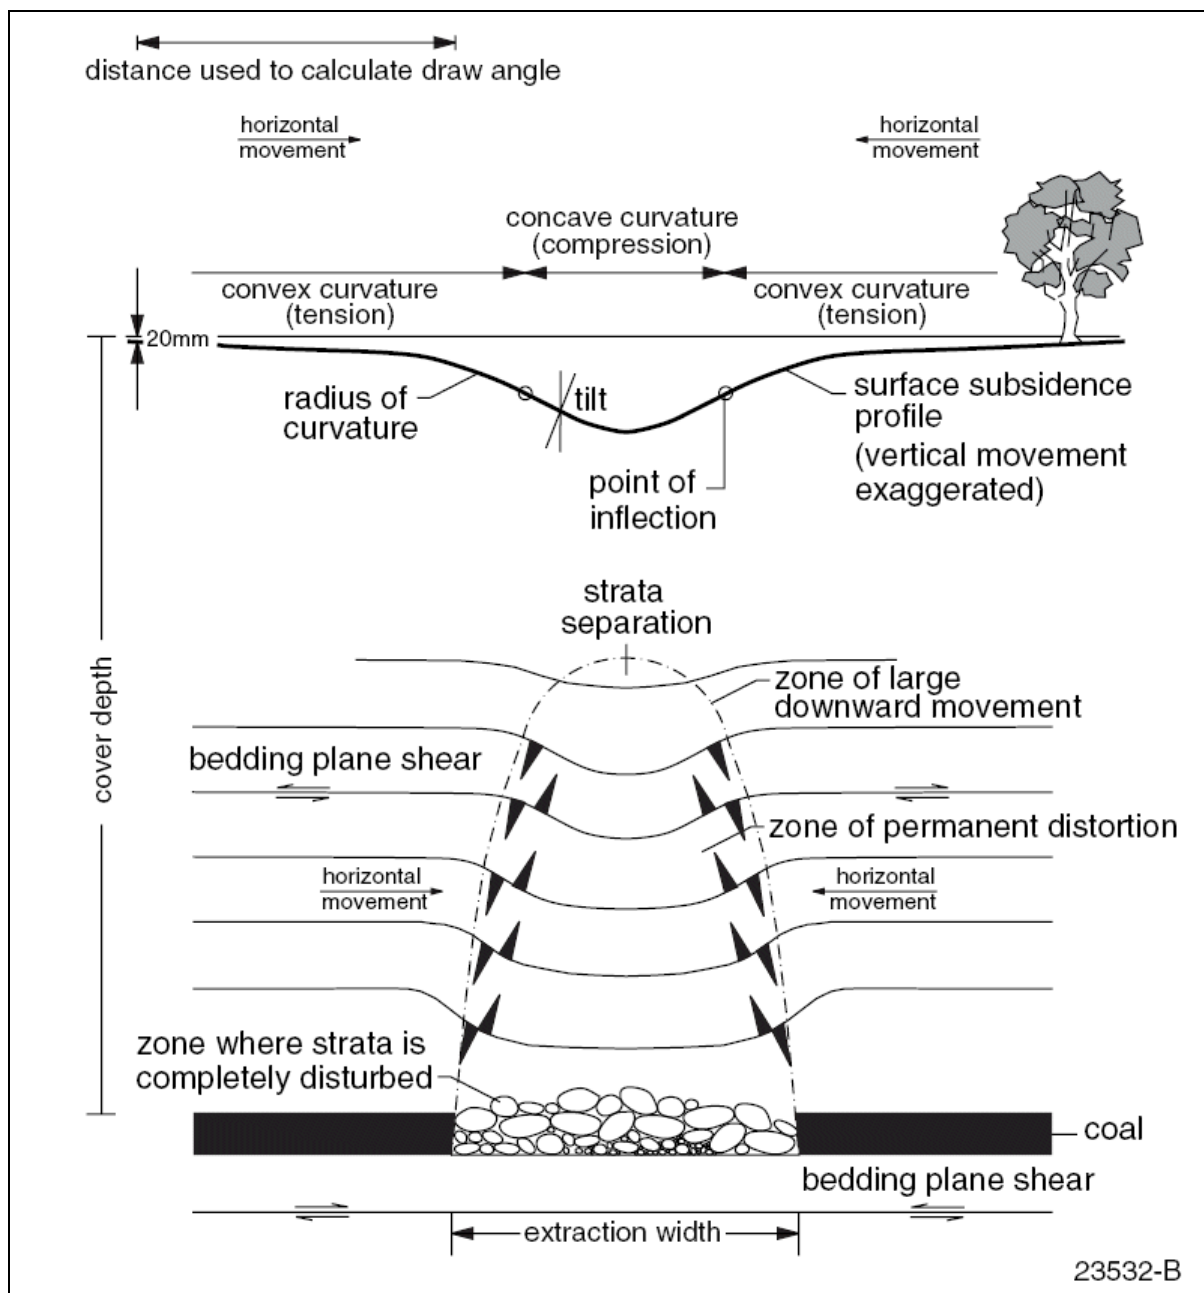 distance used to calculate draw angle
horizontal
movement
horizontal
movement
concave curvature
(compression)
convex curvature
(tension)
convex curvature
(tension)
20mm
radius of
curvature
tilt
surface subsidence
profile
(vertical movement
exaggerated)
point of
inflection
strata
separation
zone of large
downward movement
cover depth
bedding plane shear
zone of permanent distortion
horizontal
movement
horizontal
movement
zone where strata is
completely disturbed
coal
bedding plane shear
extraction width
23532-B